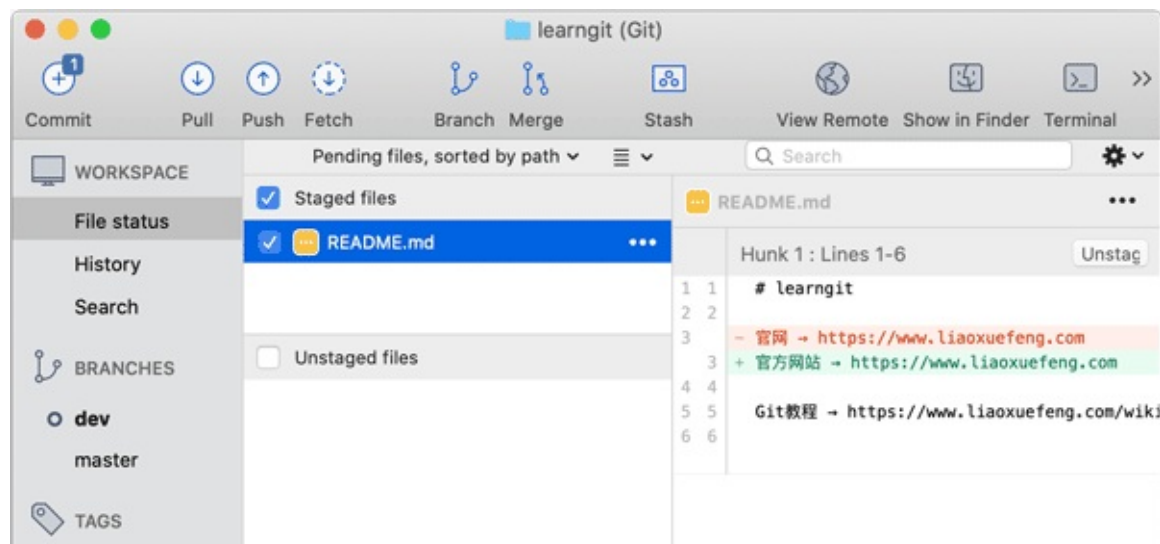 learngit (Git)
1
Commit Pull Push Fetch Branch Merge Stash View Remote Show in Finder Terminal
WORKSPACE
File status
History
Search
BRANCHES
dev
master
TAGS
Pending files, sorted by path
Search
Staged files
README.md
Unstaged files
README.md
Hunk 1 : Lines 1-6
Unstag
1 1 # learngit
2 2
3 - 官网 → https://www.liaoxuefeng.com
3 + 官方网站 → https://www.liaoxuefeng.com
4 4
5 5 Git教程 → https://www.liaoxuefeng.com/wiki
6 6